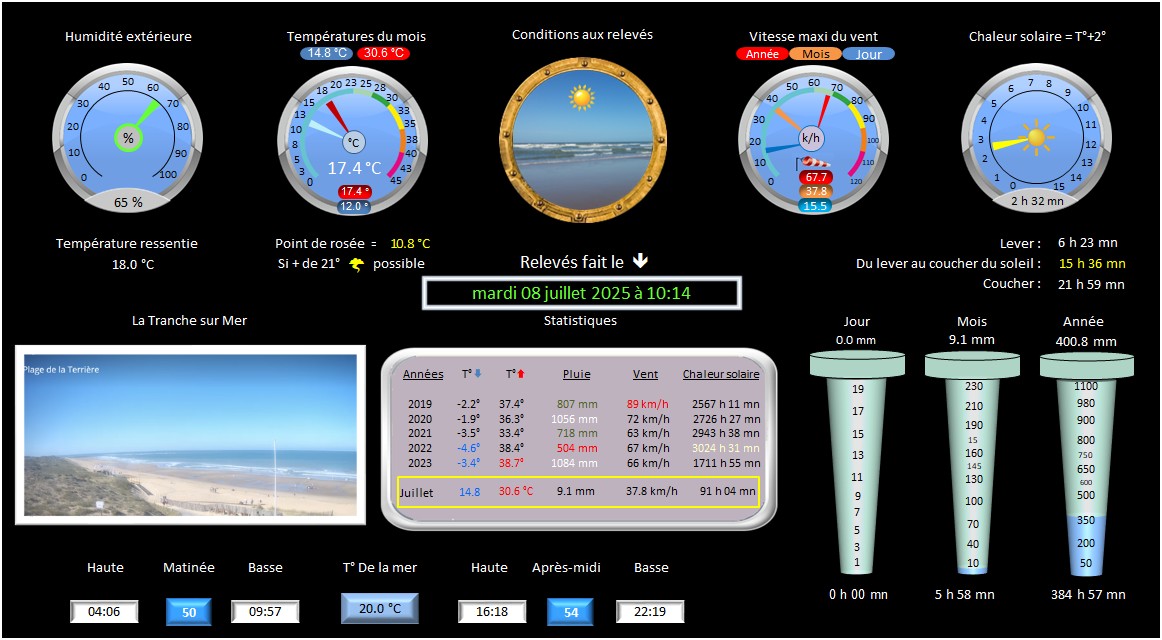 Humidité extérieure
Températures du mois
14.8 °C 30.6 °C
Conditions aux relevés
Vitesse maxi du vent
Année Mois Jour
Chaleur solaire = T°+2°
0 10 20 30 40 50 60 70 80 90 100
%
65 %
0 3 5 8 10 13 15 18 20 23 25 28 30 33 35 38 40 43 45
°C
17.4 °C
17.4 °
12.0 °
0 10 20 30 40 50 60 70 80 90 100 110 120
k/h
67.7
37.8
15.5
0 1 2 3 4 5 6 7 8 9 10 11 12 13 14 15
2 h 32 mn
Température ressentie
18.0 °C
Point de rosée = 10.8 °C
Si + de 21° possible
Relevés fait le
mardi 08 juillet 2025 à 10:14
Lever : 6 h 23 mn
Du lever au coucher du soleil : 15 h 36 mn
Coucher : 21 h 59 mn
La Tranche sur Mer
Plage de la Terrière
Statistiques
Années T° T° Pluie Vent Chaleur solaire
2019 -2.2° 37.4° 807 mm 89 km/h 2567 h 11 mn
2020 -1.9° 36.3° 1056 mm 72 km/h 2726 h 27 mn
2021 -3.5° 33.4° 718 mm 63 km/h 2943 h 38 mn
2022 -4.6° 38.4° 504 mm 67 km/h 3024 h 31 mn
2023 -3.4° 38.7° 1084 mm 66 km/h 1711 h 55 mn
Juillet 14.8 30.6 °C 9.1 mm 37.8 km/h 91 h 04 mn
Jour
0.0 mm
19
17
15
13
11
9
7
5
3
1
0 h 00 mn
Mois
9.1 mm
230
210
190
15
160
145
130
100
70
40
10
5 h 58 mn
Année
400.8 mm
1100
980
900
800
750
650
600
500
350
200
50
384 h 57 mn
Haute Matinée Basse
04:06 50 09:57
T° De la mer
20.0 °C
Haute Après-midi Basse
16:18 54 22:19